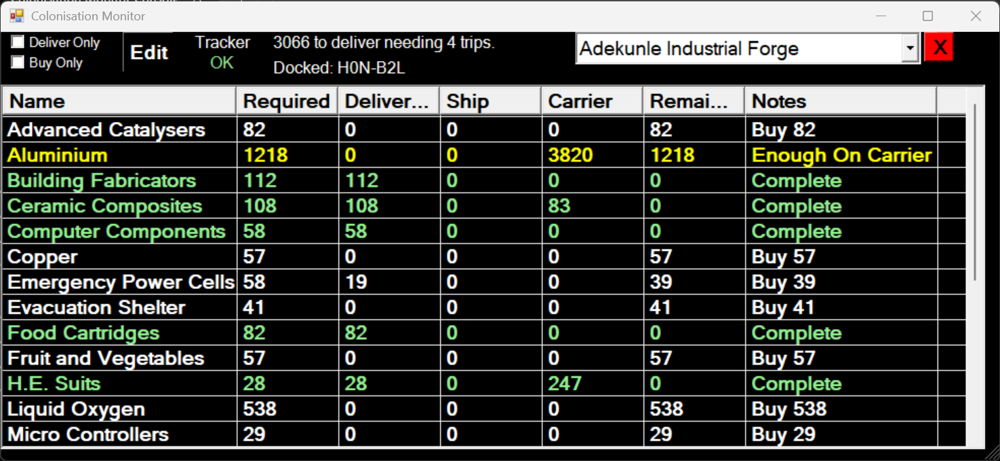 Colonisation Monitor
Deliver Only
Buy Only
Edit
Tracker
OK
3066 to deliver needing 4 trips.
Docked: H0N-B2L
Adekunle Industrial Forge
X
Name Required Deliver... Ship Carrier Remai... Notes
Advanced Catalysers 82 0 0 0 82 Buy 82
Aluminium 1218 0 0 3820 1218 Enough On Carrier
Building Fabricators 112 112 0 0 0 Complete
Ceramic Composites 108 108 0 83 0 Complete
Computer Components 58 58 0 0 0 Complete
Copper 57 0 0 0 57 Buy 57
Emergency Power Cells 58 19 0 0 39 Buy 39
Evacuation Shelter 41 0 0 0 41 Buy 41
Food Cartridges 82 82 0 0 0 Complete
Fruit and Vegetables 57 0 0 0 57 Buy 57
H.E. Suits 28 28 0 247 0 Complete
Liquid Oxygen 538 0 0 0 538 Buy 538
Micro Controllers 29 0 0 0 29 Buy 29